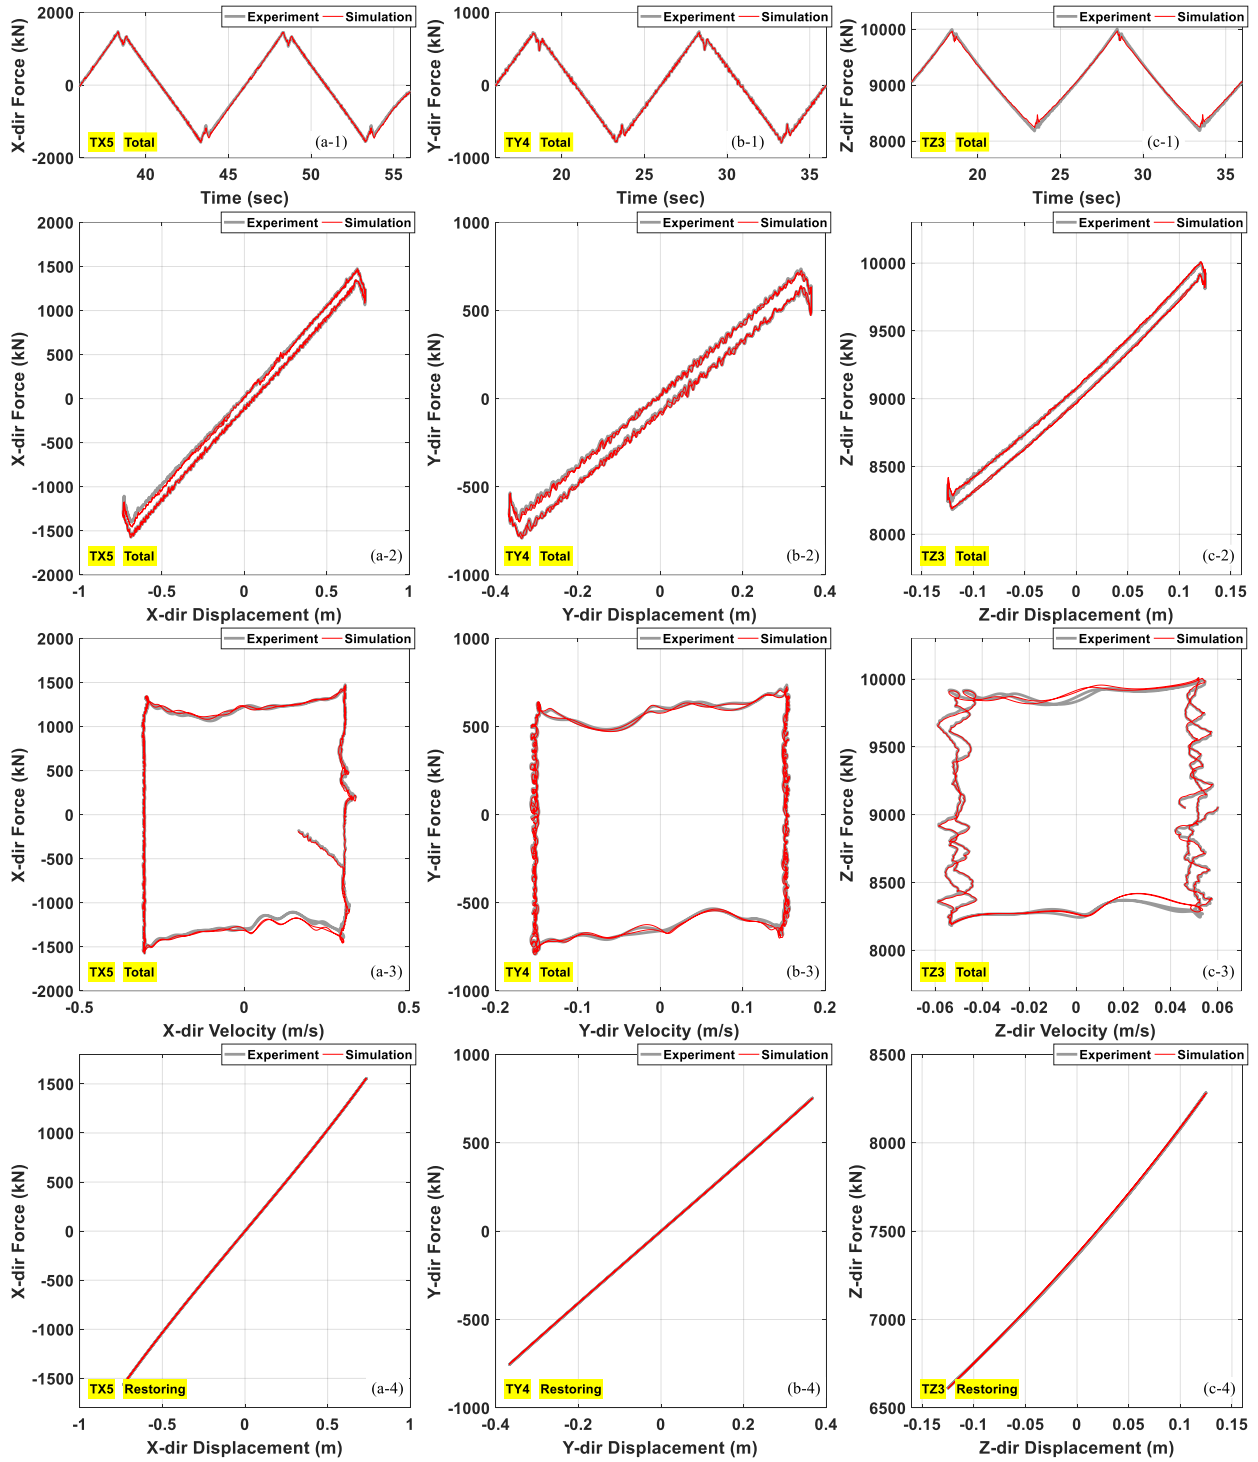 Experiment Simulation
X-dir Force (kN)
2000
0
-2000
40 45 50 55
Time (sec)
TX5 Total
(a-1)
Experiment Simulation
Y-dir Force (kN)
1000
0
-1000
20 25 30 35
Time (sec)
TY4 Total
(b-1)
Experiment Simulation
Z-dir Force (kN)
10000
9000
8000
20 25 30 35
Time (sec)
TZ3 Total
(c-1)
Experiment Simulation
X-dir Force (kN)
2000
1500
1000
500
0
-500
-1000
-1500
-2000
-1 -0.5 0 0.5 1
X-dir Displacement (m)
TX5 Total
(a-2)
Experiment Simulation
Y-dir Force (kN)
1000
500
0
-500
-1000
-0.4 -0.2 0 0.2 0.4
Y-dir Displacement (m)
TY4 Total
(b-2)
Experiment Simulation
Z-dir Force (kN)
10000
9500
9000
8500
8000
-0.15 -0.1 -0.05 0 0.05 0.1 0.15
Z-dir Displacement (m)
TZ3 Total
(c-2)
Experiment Simulation
X-dir Force (kN)
2000
1500
1000
500
0
-500
-1000
-1500
-2000
-0.5 0 0.5
X-dir Velocity (m/s)
TX5 Total
(a-3)
Experiment Simulation
Y-dir Force (kN)
1000
500
0
-500
-1000
-0.2 -0.1 0 0.1 0.2
Y-dir Velocity (m/s)
TY4 Total
(b-3)
Experiment Simulation
Z-dir Force (kN)
10000
9500
9000
8500
8000
-0.06 -0.04 -0.02 0 0.02 0.04 0.06
Z-dir Velocity (m/s)
TZ3 Total
(c-3)
Experiment Simulation
X-dir Force (kN)
1500
1000
500
0
-500
-1000
-1500
-1 -0.5 0 0.5 1
X-dir Displacement (m)
TX5 Restoring
(a-4)
Experiment Simulation
Y-dir Force (kN)
1000
500
0
-500
-1000
-0.4 -0.2 0 0.2 0.4
Y-dir Displacement (m)
TY4 Restoring
(b-4)
Experiment Simulation
Z-dir Force (kN)
8500
8000
7500
7000
6500
-0.15 -0.1 -0.05 0 0.05 0.1 0.15
Z-dir Displacement (m)
TZ3 Restoring
(c-4)